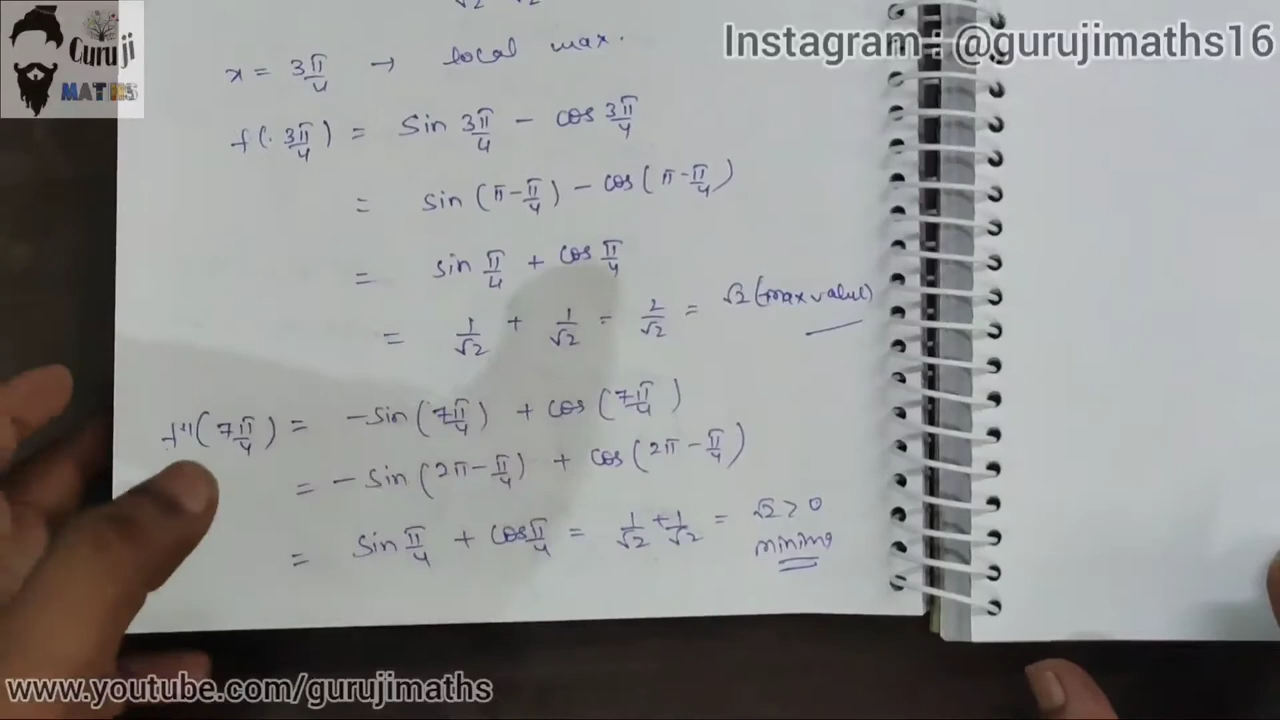 Guruji
MATHS
Instagram : @gurujimaths16
√2 √2
x = 3π/4 → local max.
f(3π/4) = sin 3π/4 - cos 3π/4
= sin(π-π/4) - cos(π-π/4)
= sin π/4 + cos π/4
= 1/√2 + 1/√2 = 2/√2 = √2 (max value)
f''(7π/4) = -sin(7π/4) + cos(7π/4)
= -sin(2π-π/4) + cos(2π-π/4)
= sin π/4 + cos π/4 = 1/√2 + 1/√2 = √2 > 0
minima
www.youtube.com/gurujimaths